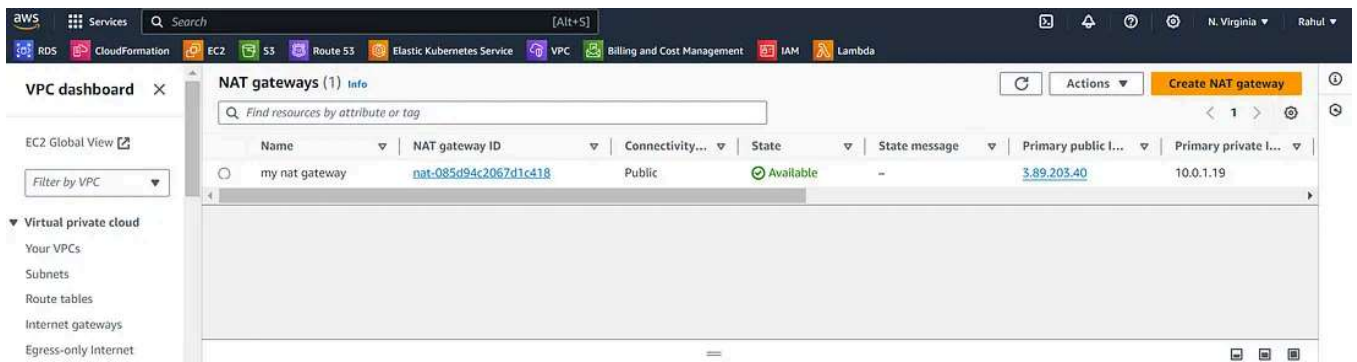 aws Services Search [Alt+S] N. Virginia ▼ Rahul ▼
RDS CloudFormation EC2 S3 Route 53 Elastic Kubernetes Service VPC Billing and Cost Management IAM Lambda
VPC dashboard ×
EC2 Global View
Filter by VPC ▼
▼ Virtual private cloud
Your VPCs
Subnets
Route tables
Internet gateways
Egress-only Internet
NAT gateways (1) Info
Actions ▼ Create NAT gateway
Find resources by attribute or tag
< 1 >
Name NAT gateway ID Connectivity... State State message Primary public I... Primary private I...
my nat gateway nat-085d94c2067d1c418 Public Available – 3.89.203.40 10.0.1.19